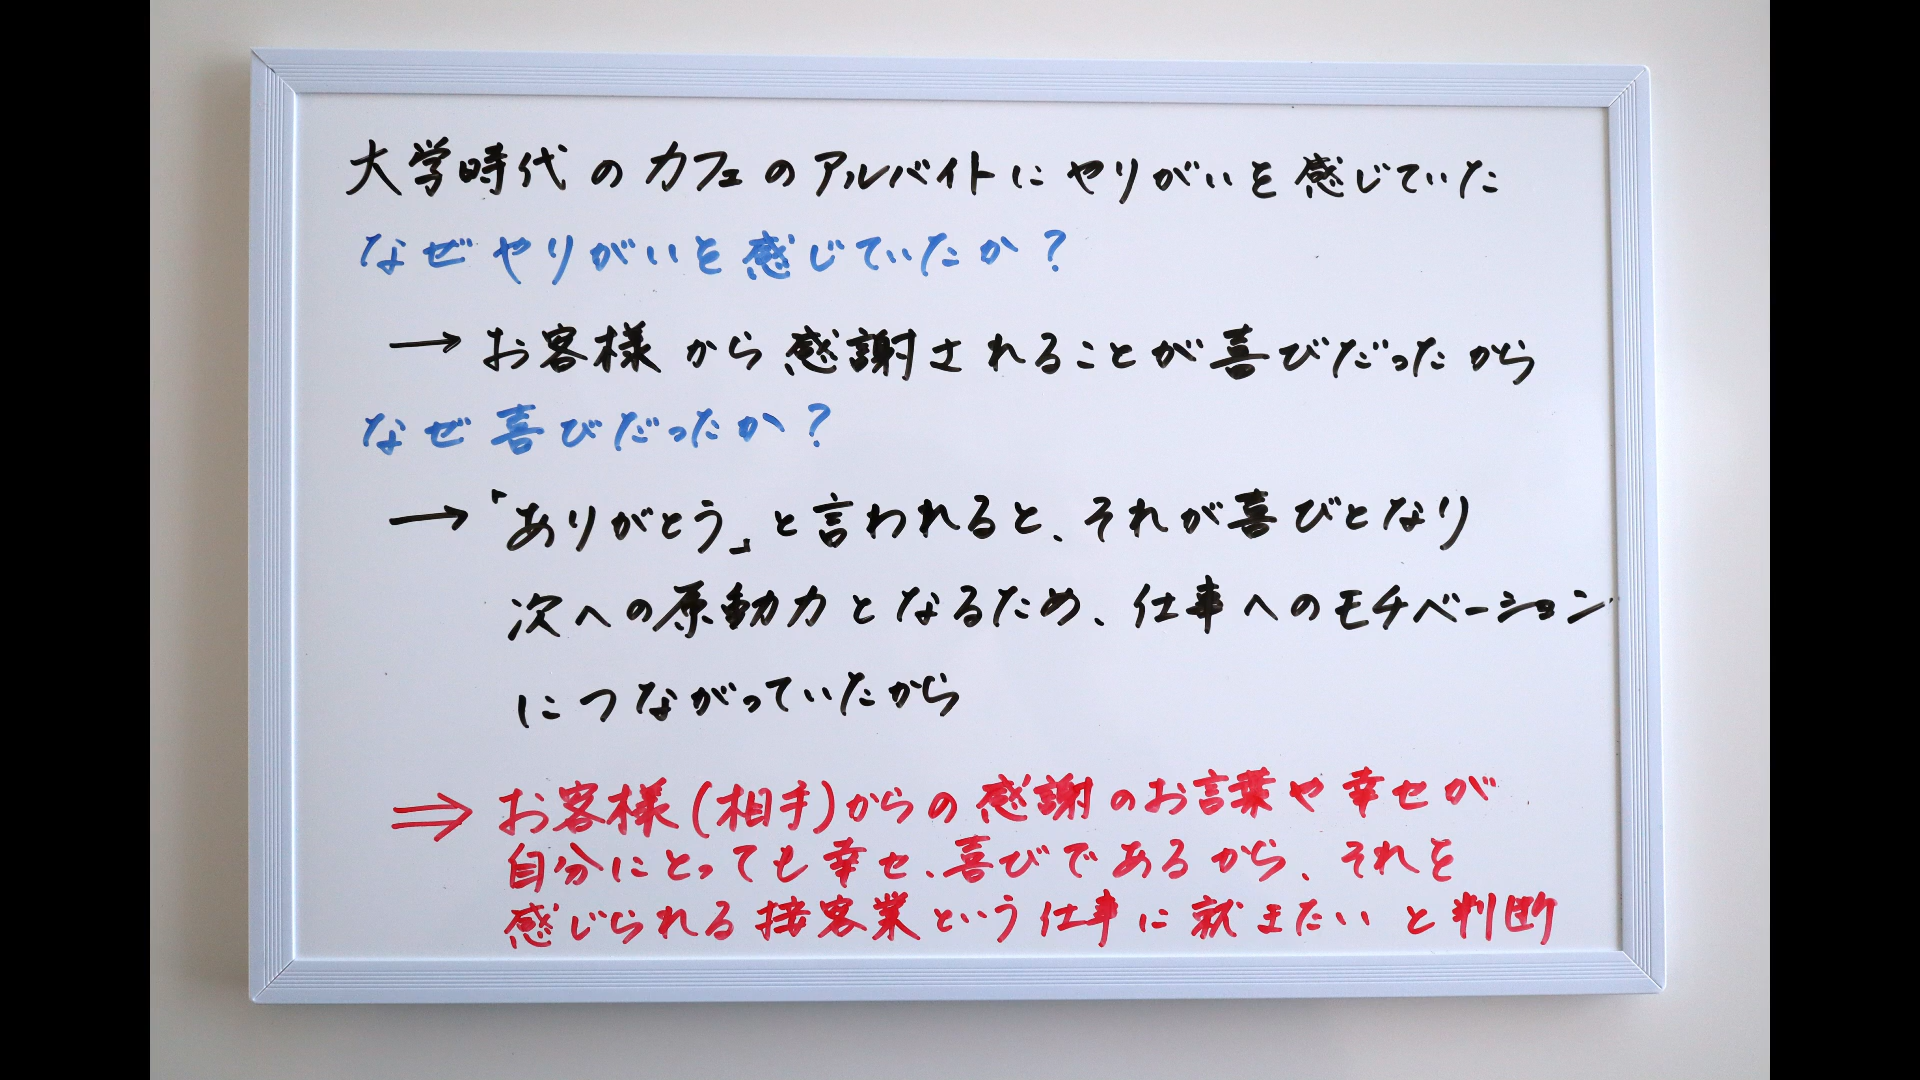 大学時代のカフェのアルバイトにやりがいを感じていた
なぜやりがいを感じていたか?
→お客様から感謝されることが喜びだったから
なぜ喜びだったか?
→「ありがとう」と言われると、それが喜びとなり
次への原動力となるため、仕事へのモチベーション
につながっていたから
⇒お客様(相手)からの感謝のお言葉や幸せが
自分にとっても幸せ、喜びであるから、それを
感じられる接客業という仕事に就きたいと判断